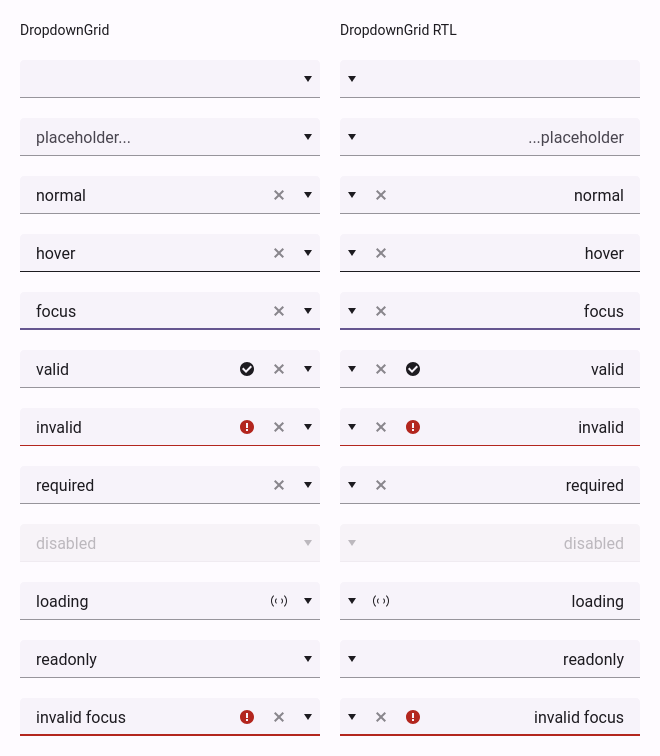 DropdownGrid
DropdownGrid RTL
placeholder...
...placeholder
normal
normal
hover
hover
focus
focus
valid
valid
invalid
invalid
required
required
disabled
disabled
loading
loading
readonly
readonly
invalid focus
invalid focus